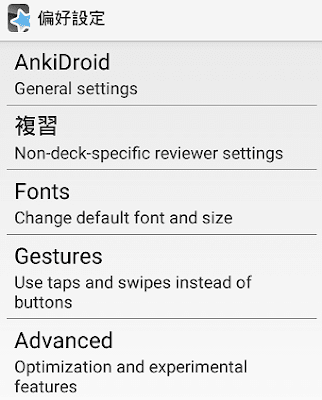 偏好設定
AnkiDroid
General settings
複習
Non-deck-specific reviewer settings
Fonts
Change default font and size
Gestures
Use taps and swipes instead of
buttons
Advanced
Optimization and experimental
features